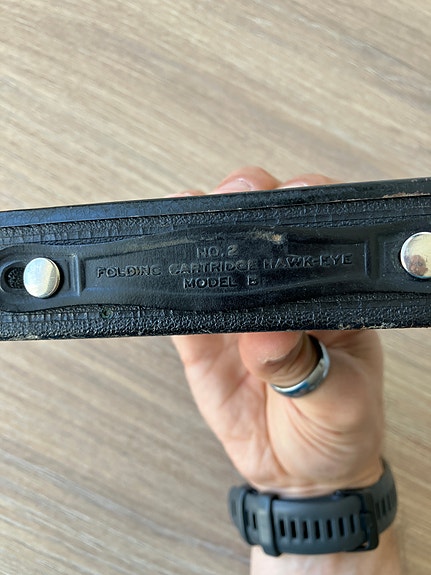 NO. 2
FOLDING CARTRIDGE HAWK-EYE
MODEL B